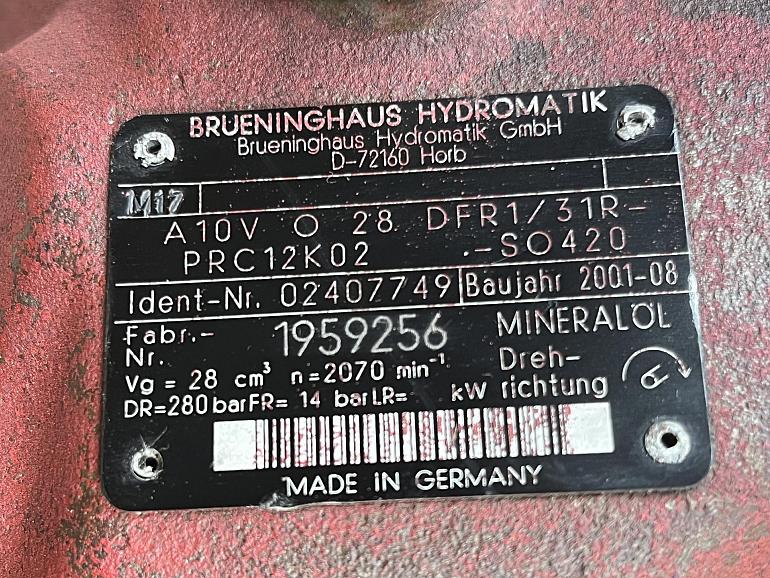 BRUENINGHAUS HYDROMATIK
Brueninghaus Hydromatik GmbH
D-72160 Horb
M17
A10V O 28 DFR1/31R-
PRC12K02 .-SO420
Ident-Nr. 02407749 Baujahr 2001-08
Fabr.-
Nr. 1959256 MINERALÖL
Vg = 28 cm³ n=2070 min⁻¹ Dreh-
DR=280 bar FR= 14 bar LR= kW richtung
MADE IN GERMANY